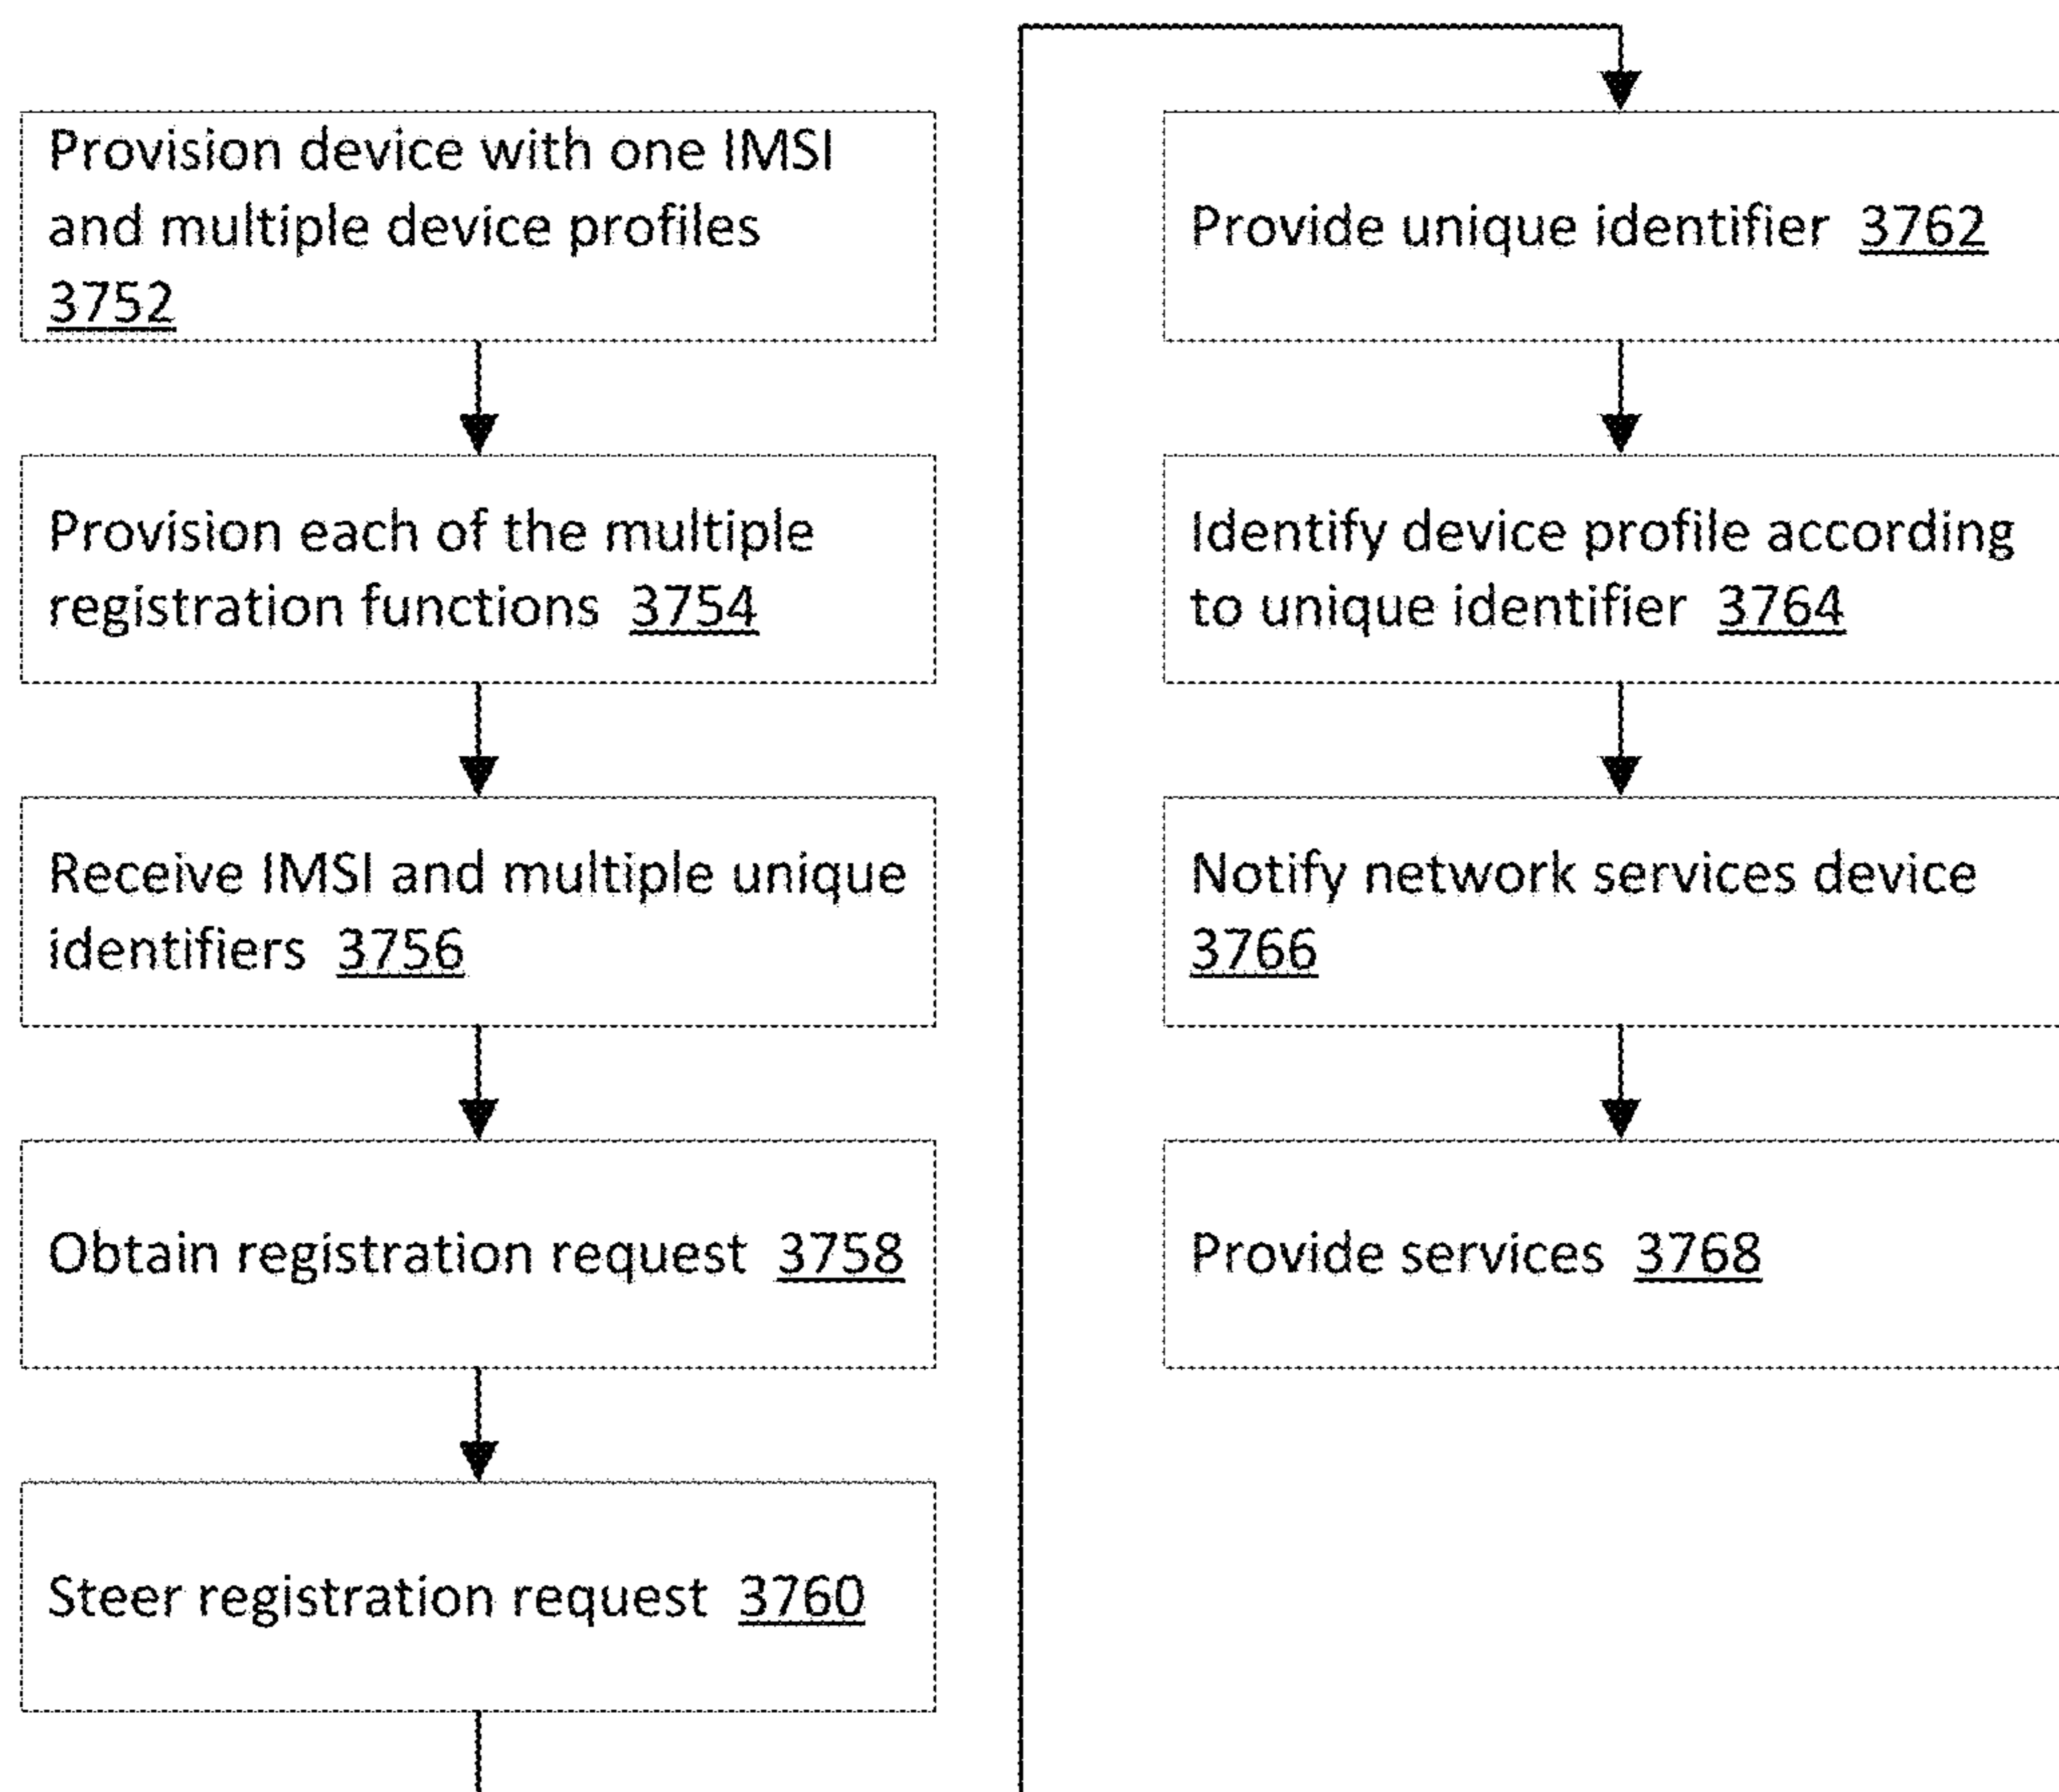 Provision device with one IMSI
and multiple device profiles
3752
Provision each of the multiple
registration functions 3754
Receive IMSI and multiple unique
identifiers 3756
Obtain registration request 3758
Steer registration request 3760
Provide unique identifier 3762
Identify device profile according
to unique identifier 3764
Notify network services device
3766
Provide services 3768